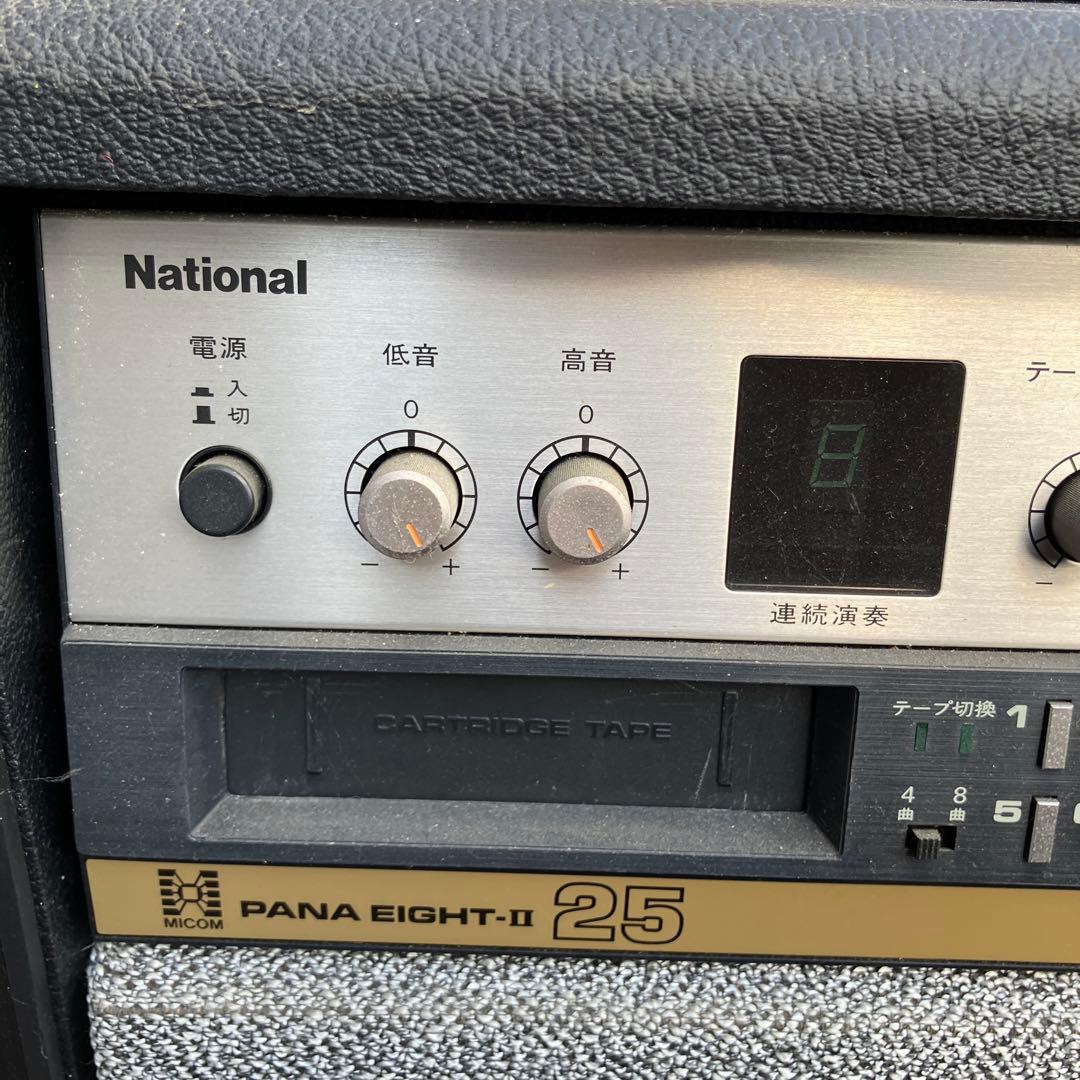 National
電源
入
切
低音
0
- +
高音
0
- +
8
連続演奏
テー
-
CARTRIDGE TAPE
テープ切換 1
4 8
曲 曲
5
MICOM
PANA EIGHT-II 25